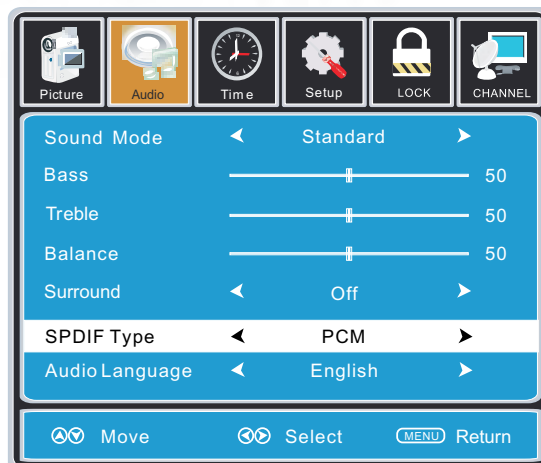 Picture Audio Time Setup LOCK CHANNEL
Sound Mode Standard
Bass 50
Treble 50
Balance 50
Surround Off
SPDIF Type PCM
Audio Language English
Move Select MENU Return